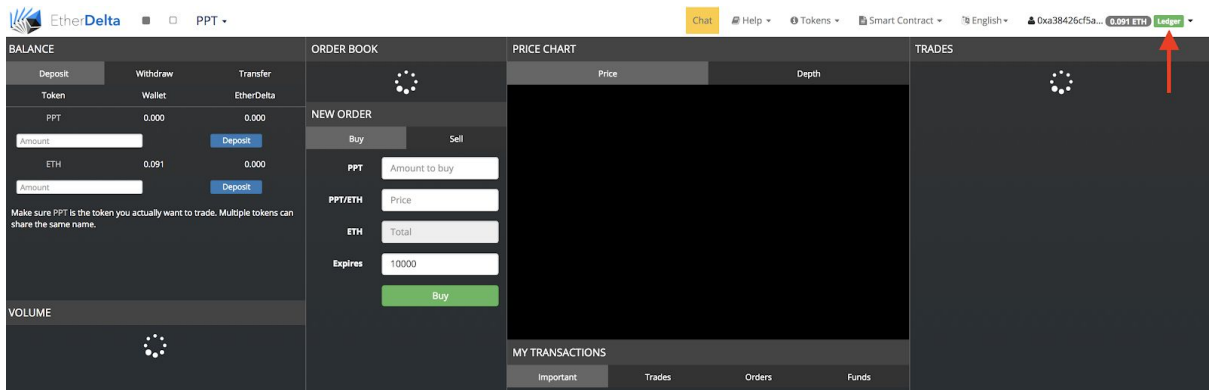 EtherDelta PPT Chat Help Tokens Smart Contract English 0xa38426cf5a... 0.091 ETH Ledger
BALANCE
Deposit Withdraw Transfer
Token Wallet EtherDelta
PPT 0.000 0.000
Amount Deposit
ETH 0.091 0.000
Amount Deposit
Make sure PPT is the token you actually want to trade. Multiple tokens can
share the same name.
VOLUME
ORDER BOOK
NEW ORDER
Buy Sell
PPT Amount to buy
PPT/ETH Price
ETH Total
Expires 10000
Buy
PRICE CHART
Price Depth
MY TRANSACTIONS
Important Trades Orders Funds
TRADES